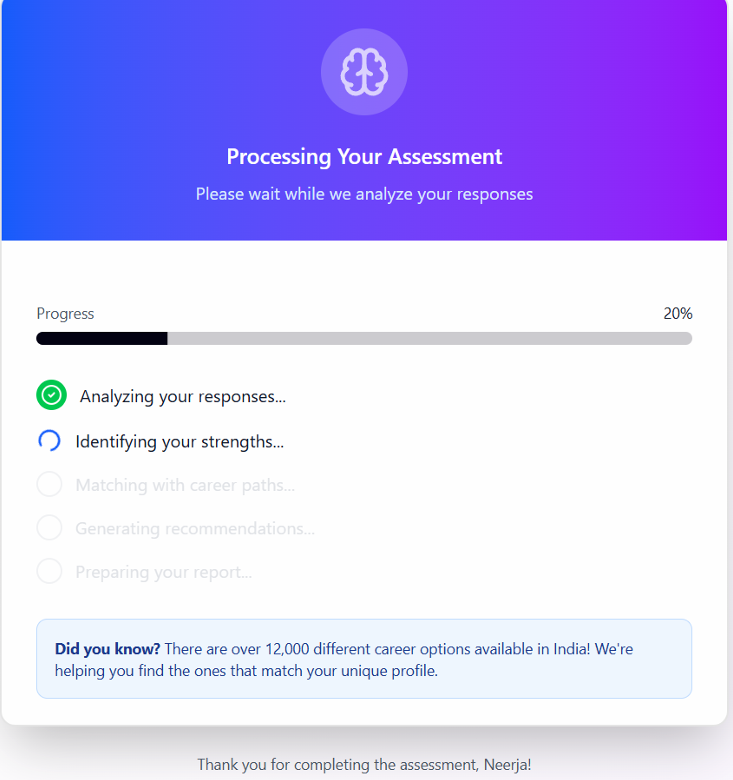 Processing Your Assessment
Please wait while we analyze your responses
Progress
20%
Analyzing your responses...
Identifying your strengths...
Matching with career paths...
Generating recommendations...
Preparing your report...
Did you know? There are over 12,000 different career options available in India! We're
helping you find the ones that match your unique profile.
Thank you for completing the assessment, Neerja!